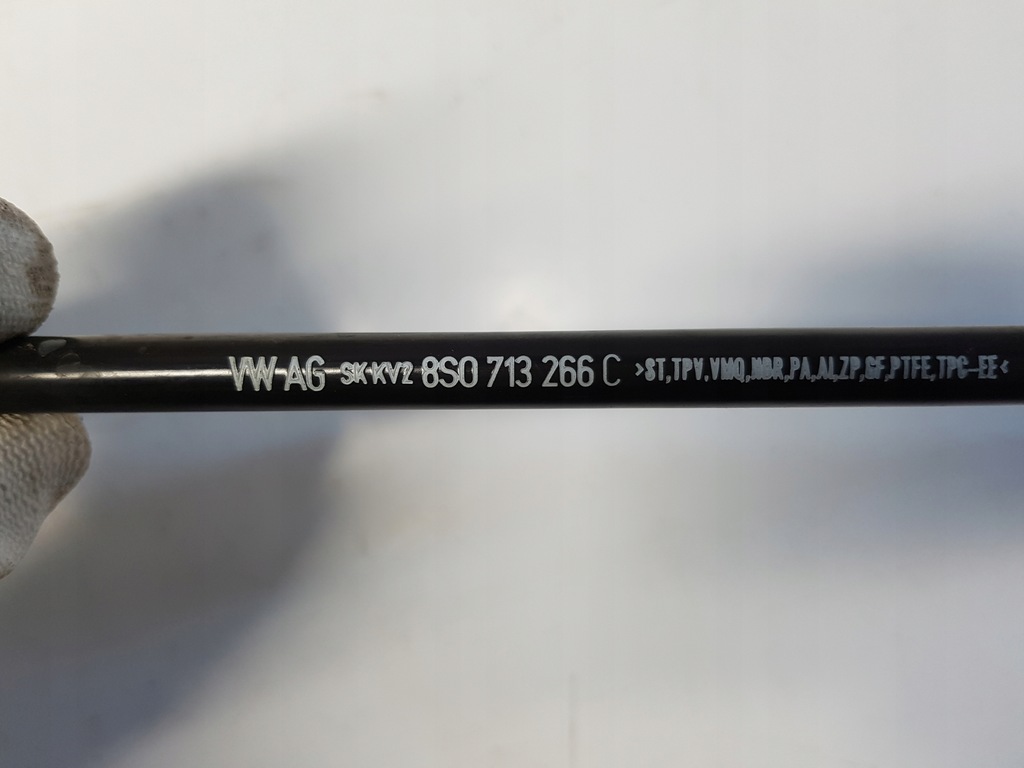 VW AG SK KV2 8S0 713 266 C >ST,TPV,VMQ,NBR,PA,AL,ZP,GF,PTFE,TPC-EE<